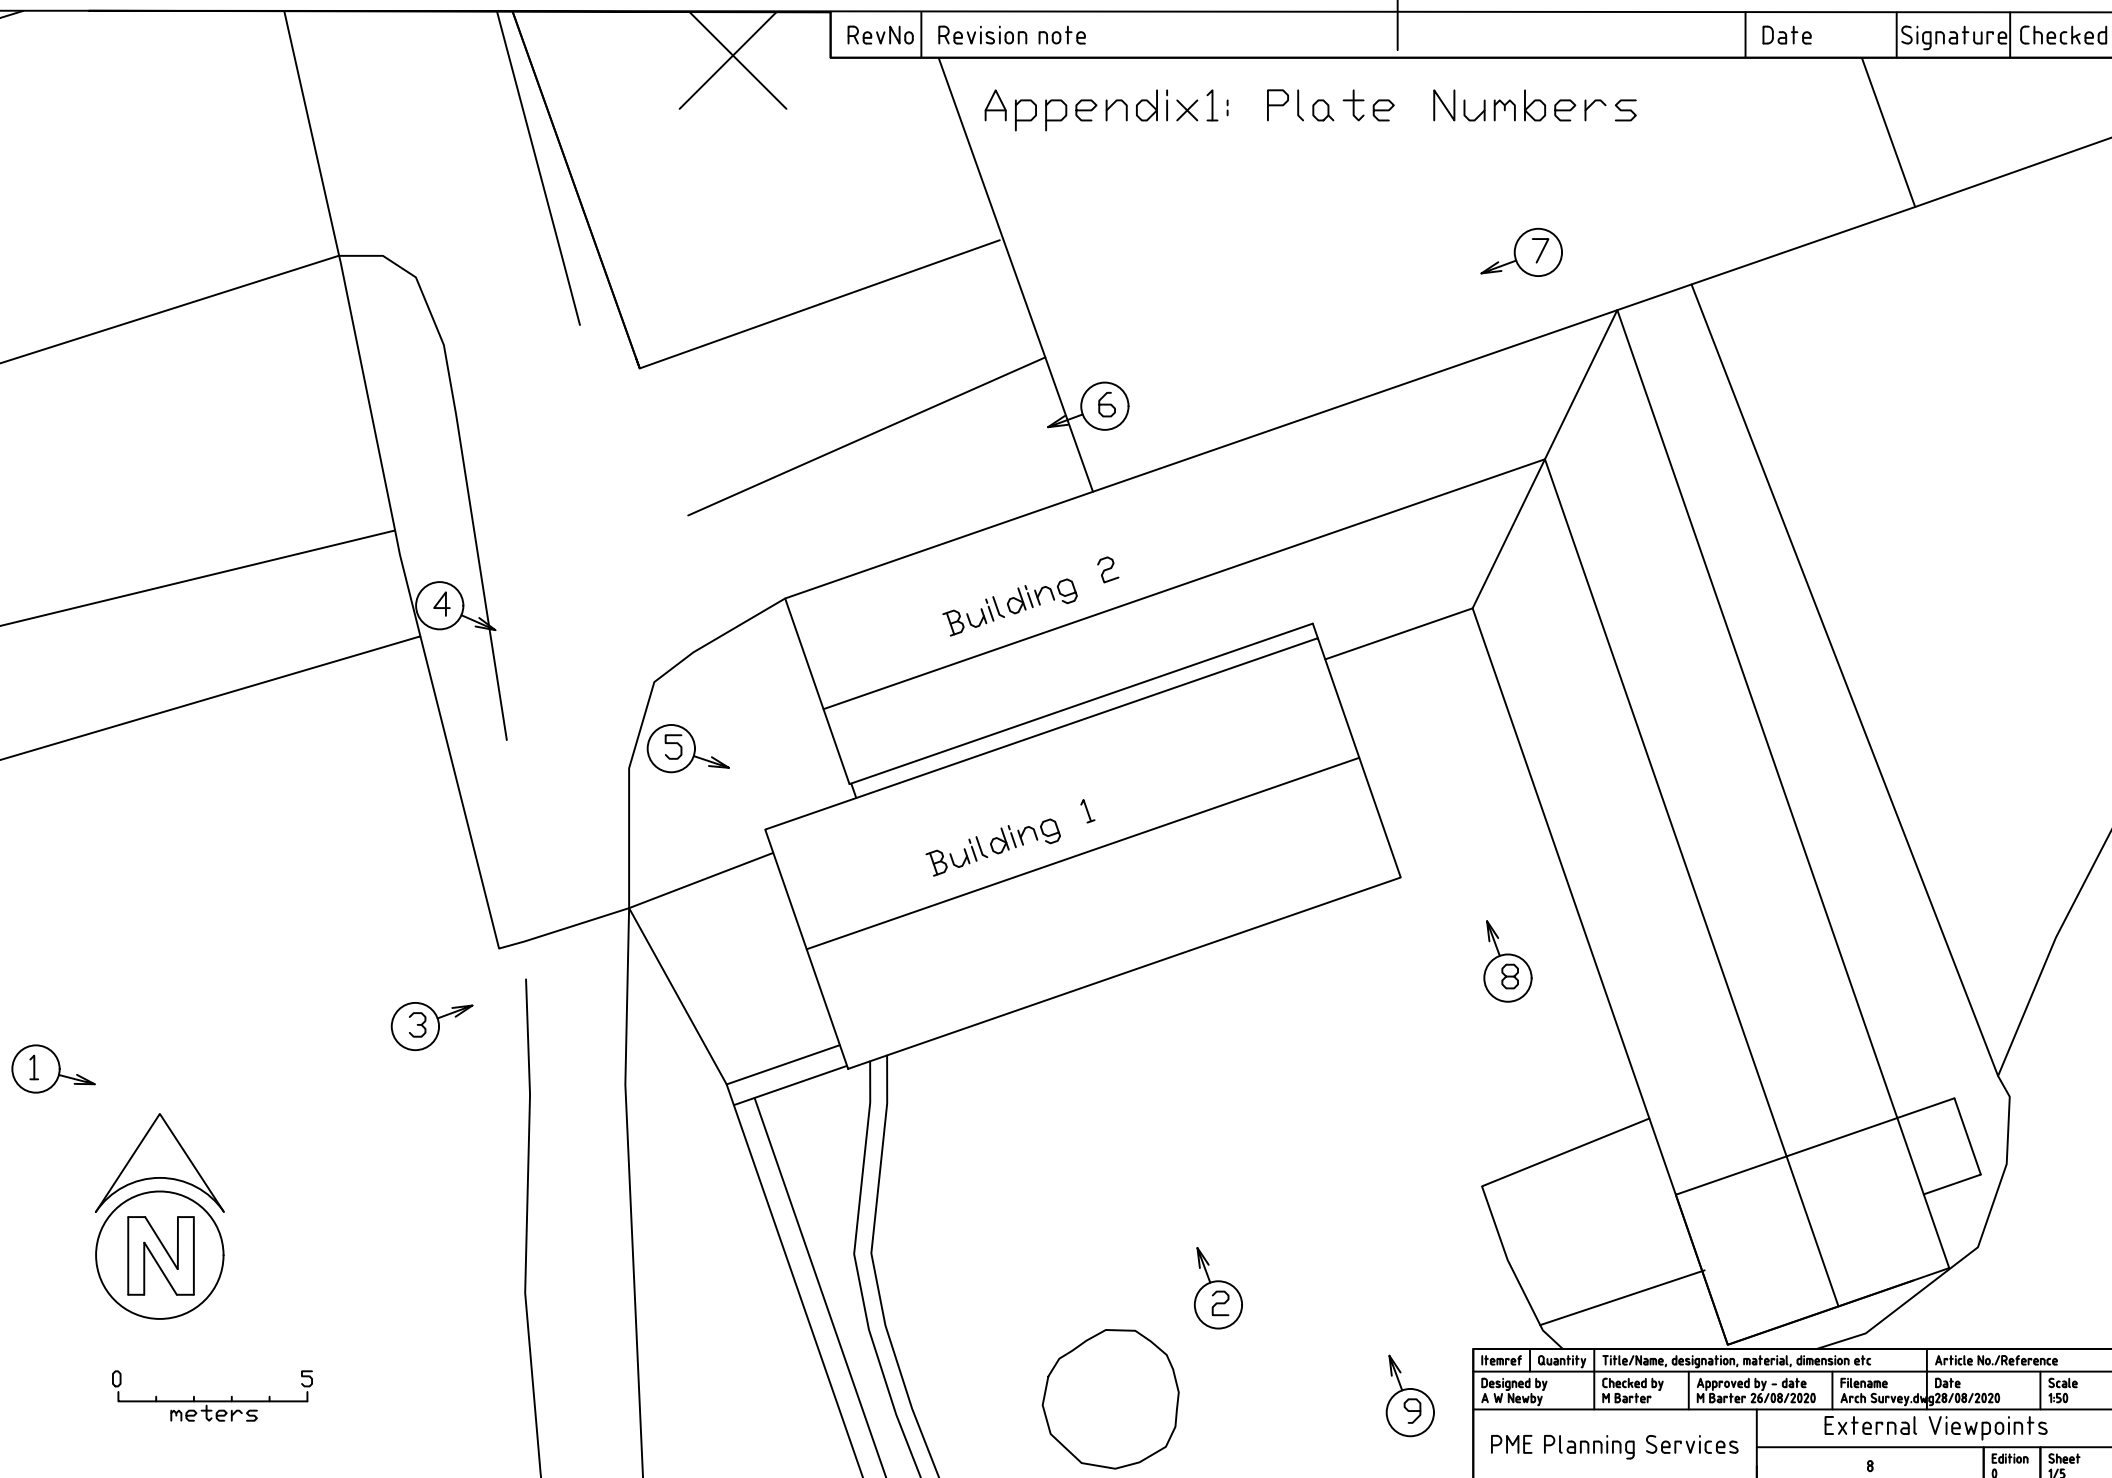 RevNo Revision note Date Signature Checked
Appendix1: Plate Numbers
7
6
Building 2
4
5
Building 1
8
3
1
N
2
0 5
meters
9
Itemref Quantity Title/Name, designation, material, dimension etc Article No./Reference
Designed by Checked by Approved by - date Filename Date Scale
A W Newby M Barter M Barter 26/08/2020 Arch Survey.dwg 28/08/2020 1:50
PME Planning Services
External Viewpoints
8
Edition Sheet
0 1/5